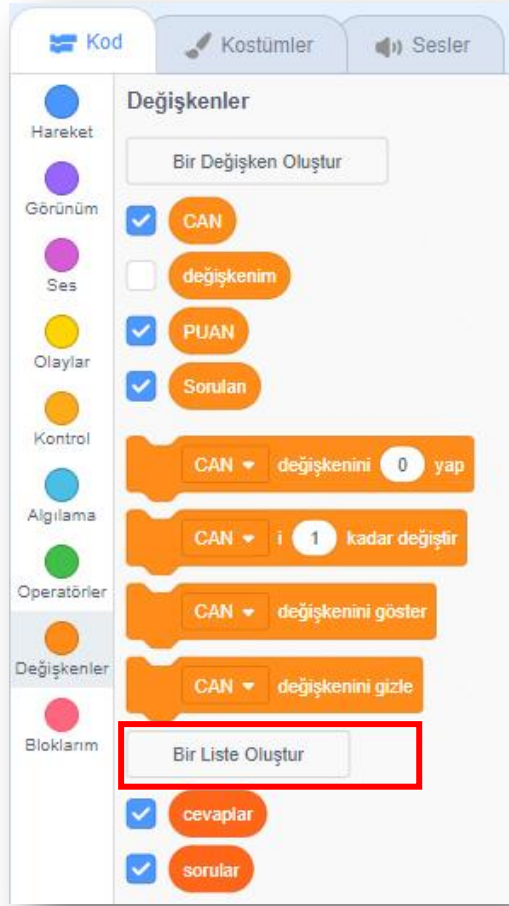 Kod Kostümler Sesler
Hareket
Görünüm
Ses
Olaylar
Kontrol
Algılama
Operatörler
Değişkenler
Bloklarım
Değişkenler
Bir Değişken Oluştur
CAN
değişkenim
PUAN
Sorulan
CAN değişkenini 0 yap
CAN i 1 kadar değiştir
CAN değişkenini göster
CAN değişkenini gizle
Bir Liste Oluştur
cevaplar
sorular